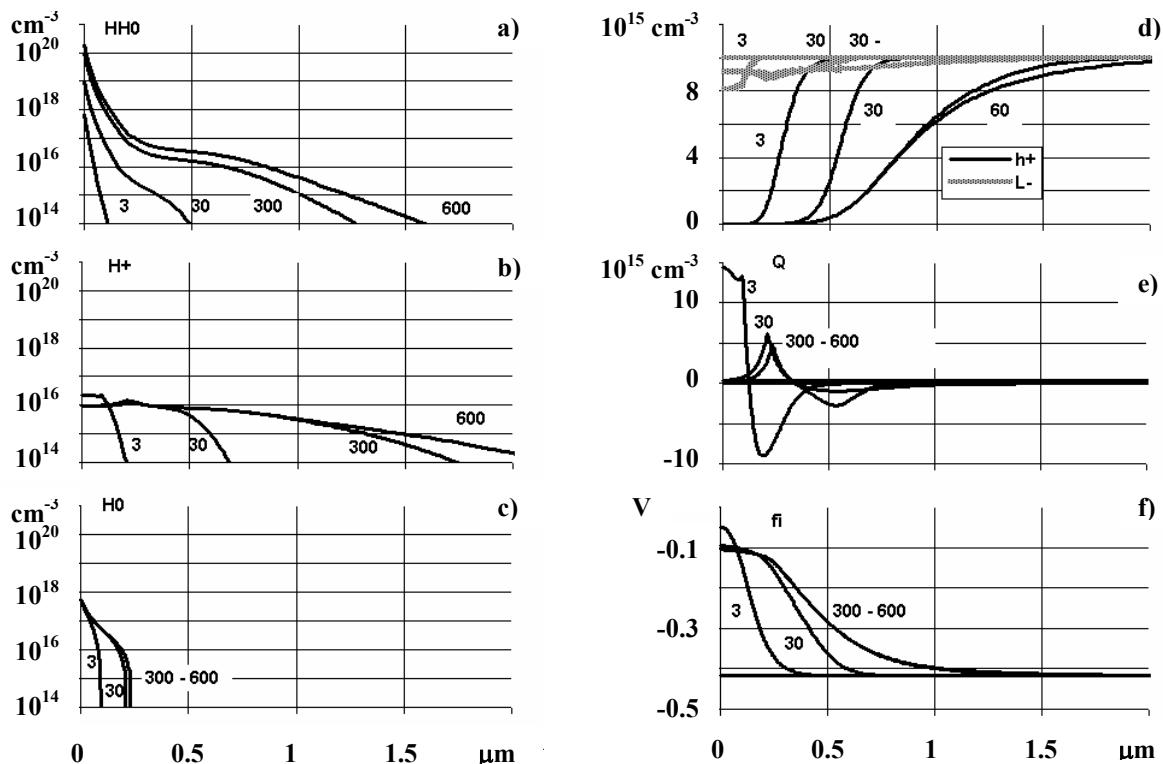 cm-3 HH0 a)
10^20
10^18
10^16
10^14
3 30 300 600
cm-3 H+ b)
10^20
10^18
10^16
10^14
3 30 300 600
cm-3 H0 c)
10^20
10^18
10^16
10^14
3 30 300 - 600
0 0.5 1 1.5 µm
10^15 cm-3 d)
3 30 30 -
8
4
0
3 30 60
h+
L-
10^15 cm-3 Q e)
10
0
-10
3
30
300 - 600
V fi f)
-0.1
-0.3
-0.5
3 30 300 - 600
0 0.5 1 1.5 µm